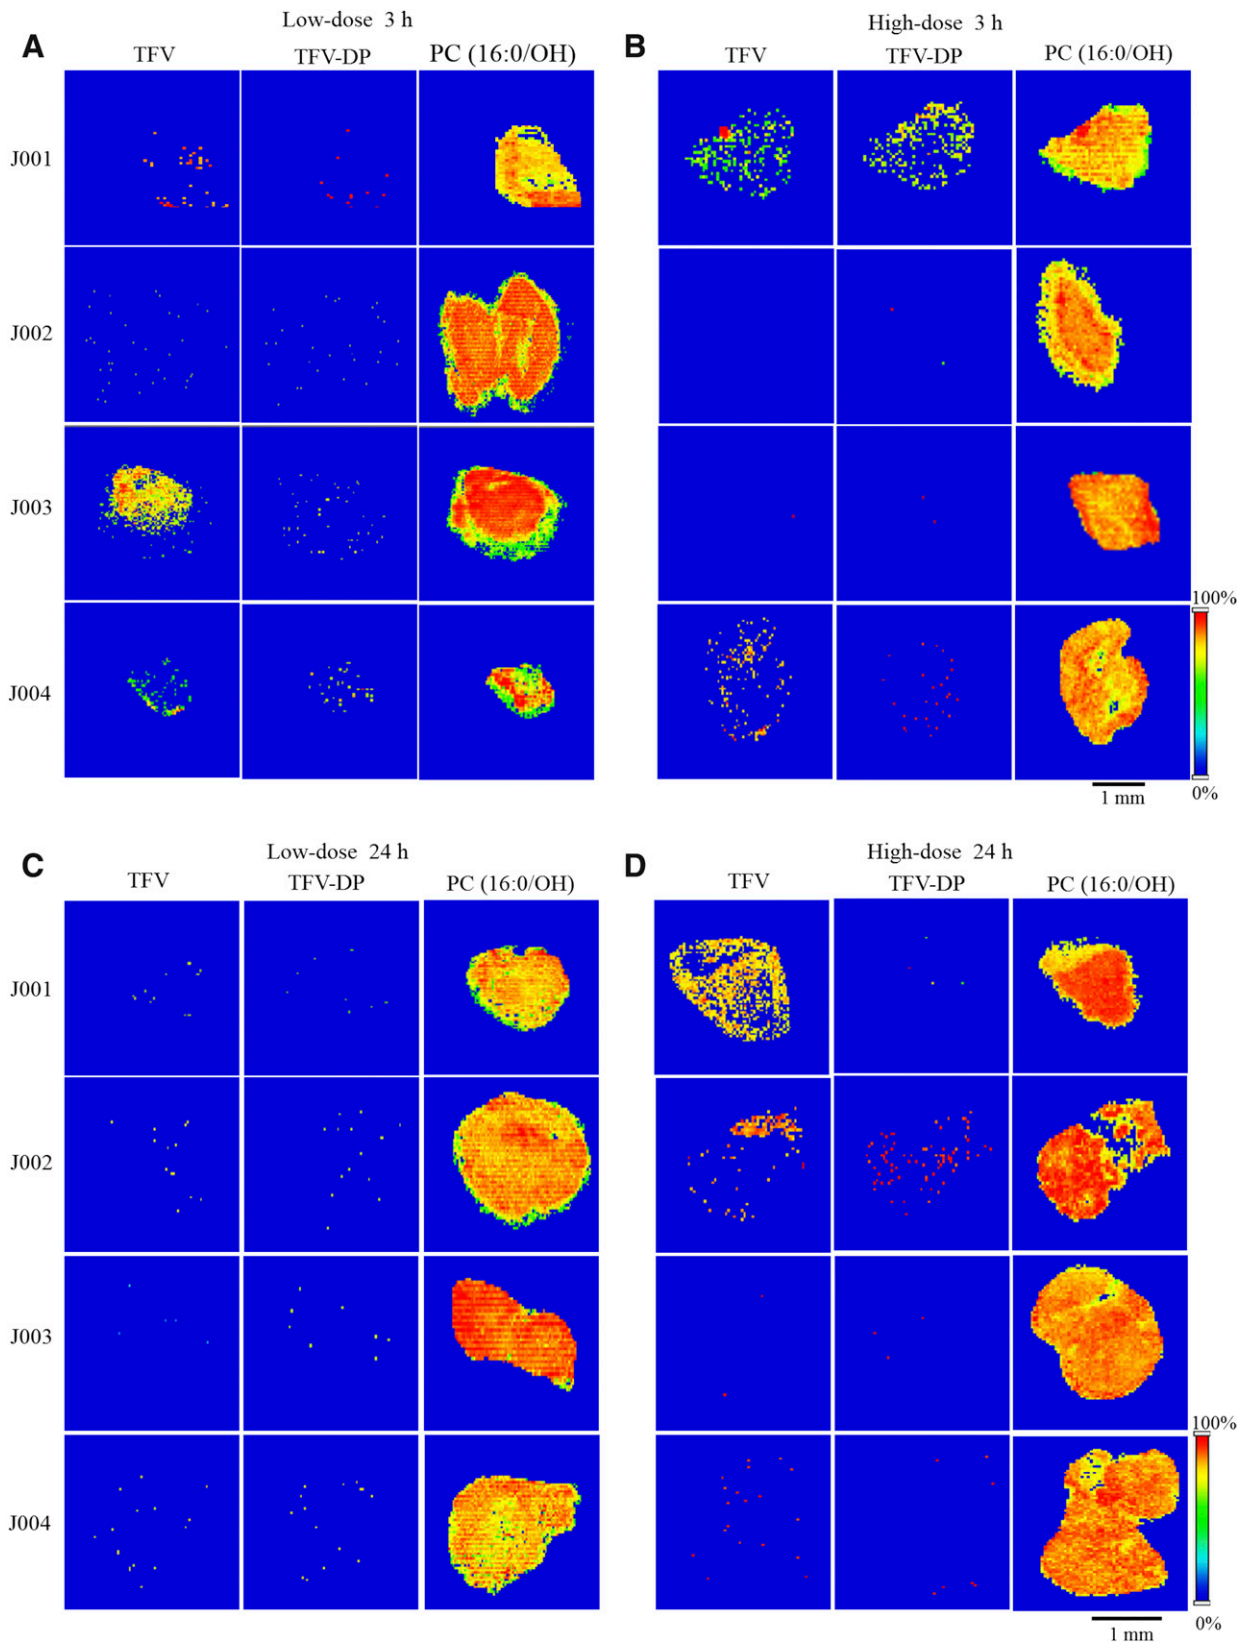 Low-dose 3 h
A
TFV
TFV-DP
PC (16:0/OH)
J001
J002
J003
J004
High-dose 3 h
B
TFV
TFV-DP
PC (16:0/OH)
100%
0%
1 mm
Low-dose 24 h
C
TFV
TFV-DP
PC (16:0/OH)
J001
J002
J003
J004
High-dose 24 h
D
TFV
TFV-DP
PC (16:0/OH)
100%
0%
1 mm